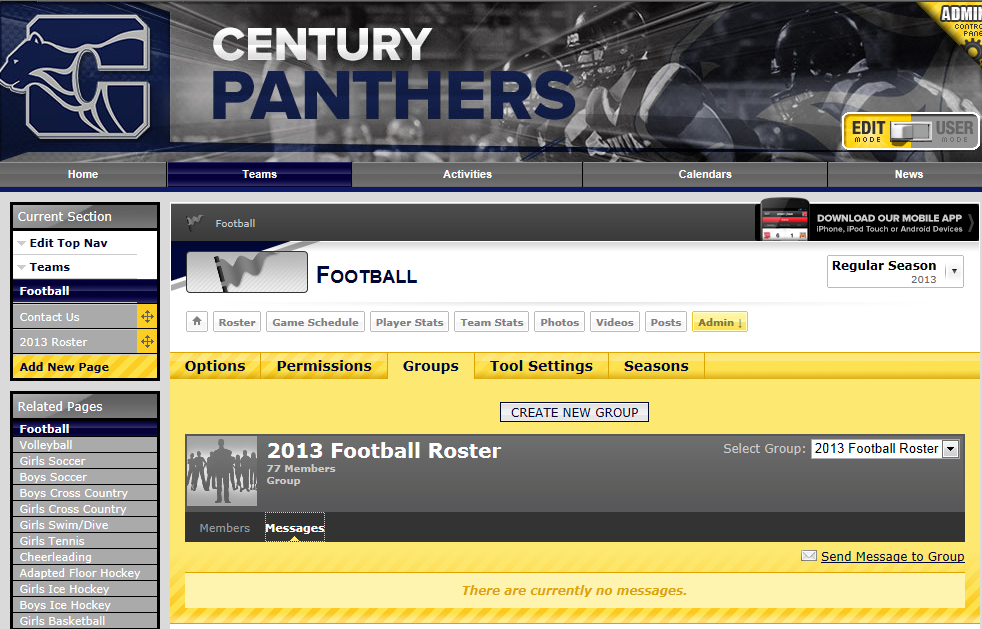 CENTURY
PANTHERS
ADMIN
CONTRO
PANE
EDIT
MODE
USER
MODE
Home
Teams
Activities
Calendars
News
Current Section
Edit Top Nav
Teams
Football
Contact Us
2013 Roster
Add New Page
Related Pages
Football
Volleyball
Girls Soccer
Boys Soccer
Boys Cross Country
Girls Cross Country
Girls Swim/Dive
Girls Tennis
Cheerleading
Adapted Floor Hockey
Girls Ice Hockey
Boys Ice Hockey
Girls Basketball
Football
DOWNLOAD OUR MOBILE APP
iPhone, iPod Touch or Android Devices
FOOTBALL
Regular Season
2013
Roster
Game Schedule
Player Stats
Team Stats
Photos
Videos
Posts
Admin ↓
Options
Permissions
Groups
Tool Settings
Seasons
CREATE NEW GROUP
2013 Football Roster
77 Members
Group
Select Group: 2013 Football Roster
Members
Messages
Send Message to Group
There are currently no messages.